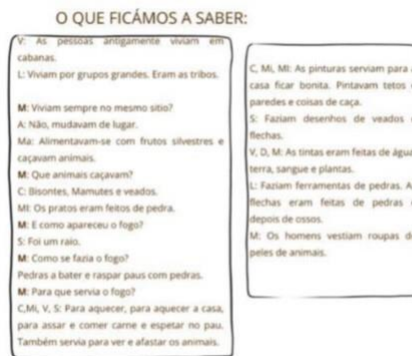 O QUE FICÁMOS A SABER:
V: As pessoas antigamente viviam em
cabanas.
L: Viviam por grupos grandes. Eram as tribos.
M: Viviam sempre no mesmo sitio?
A: Não, mudavam de lugar.
Ma: Alimentavam-se com frutos silvestres e
caçavam animais.
M: Que animais caçavam?
C: Bisontes, Mamutes e veados.
MI: Os pratos eram feitos de pedra.
M: E como apareceu o fogo?
S: Foi um raio.
M: Como se fazia o fogo?
Pedras a bater e raspar paus com pedras.
M: Para que servia o fogo?
C,Mi, V, S: Para aquecer, para aquecer a casa,
para assar e comer carne e espetar no pau.
Também servia para ver e afastar os animais.
C, Mi, MI: As pinturas serviam para
casa ficar bonita. Pintavam tetos
paredes e coisas de caça.
S: Faziam desenhos de veados
flechas.
V, D, M: As tintas eram feitas de água
terra, sangue e plantas.
L: Faziam ferramentas de pedras. A
flechas eram feitas de pedras
depois de ossos.
M: Os homens vestiam roupas d
peles de animais.